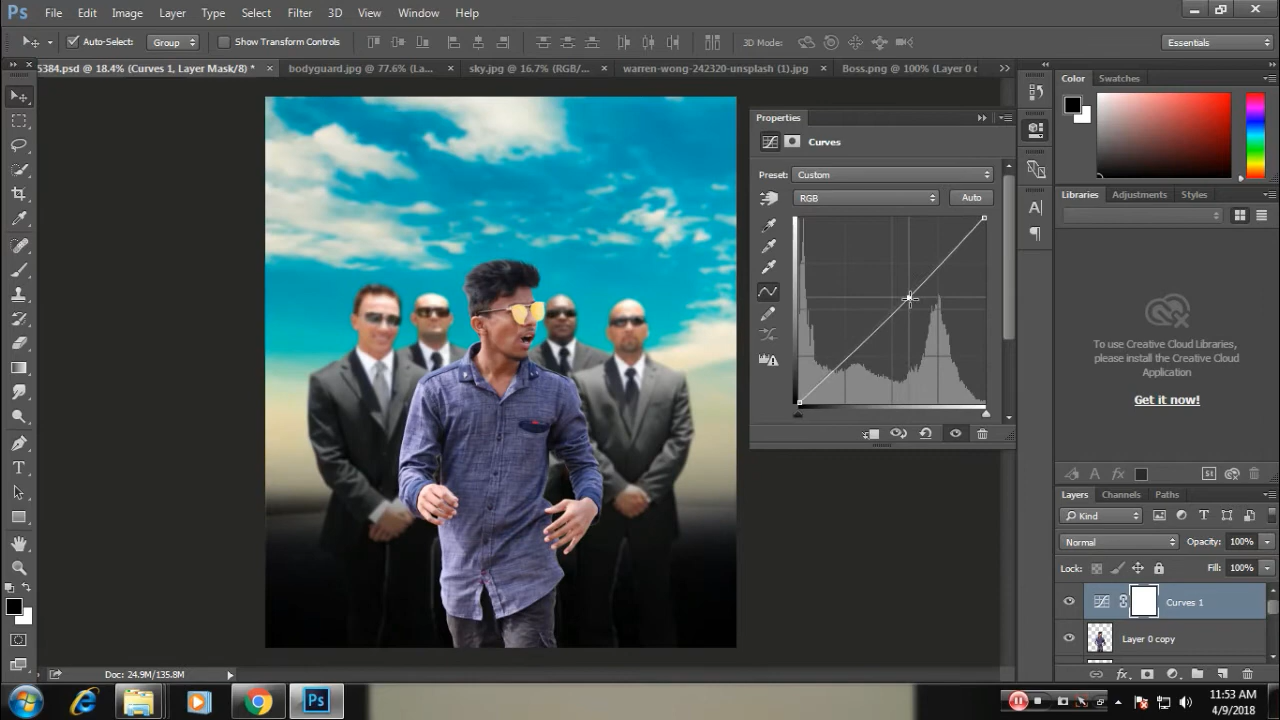 Ps File Edit Image Layer Type Select Filter 3D View Window Help
Auto-Select: Group Show Transform Controls 3D Mode: Essentials
5384.psd @ 18.4% (Curves 1, Layer Mask/8) * × bodyguard.jpg @ 77.6% (La... × sky.jpg @ 16.7% (RGB/... × warren-wong-242320-unsplash (1).jpg × Boss.png @ 100% (Layer 0 c
Color Swatches
Properties
Curves
Preset: Custom
RGB Auto
Libraries Adjustments Styles
To use Creative Cloud Libraries,
please install the Creative Cloud
Application
Get it now!
St
Layers Channels Paths
Kind
Normal Opacity: 100%
Lock: Fill: 100%
Curves 1
Layer 0 copy
Doc: 24.9M/135.8M
Ps
11:53 AM
4/9/2018